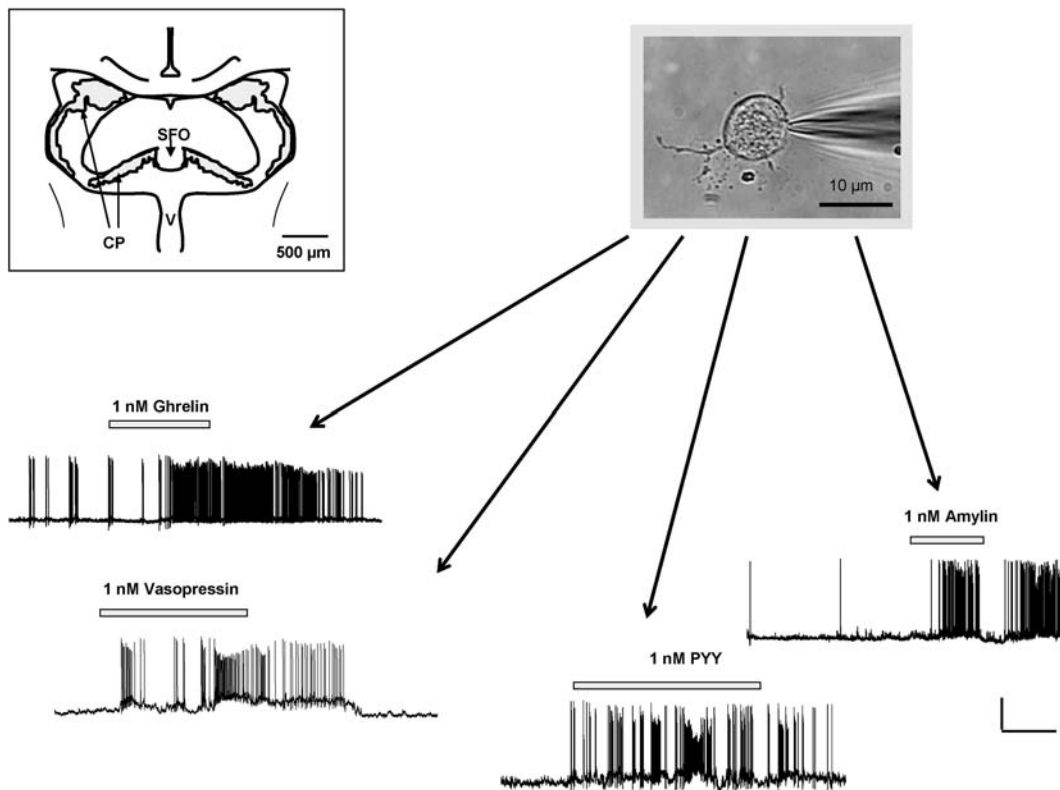 SFO
V
CP
500 µm
10 µm
1 nM Ghrelin
1 nM Amylin
1 nM Vasopressin
1 nM PYY